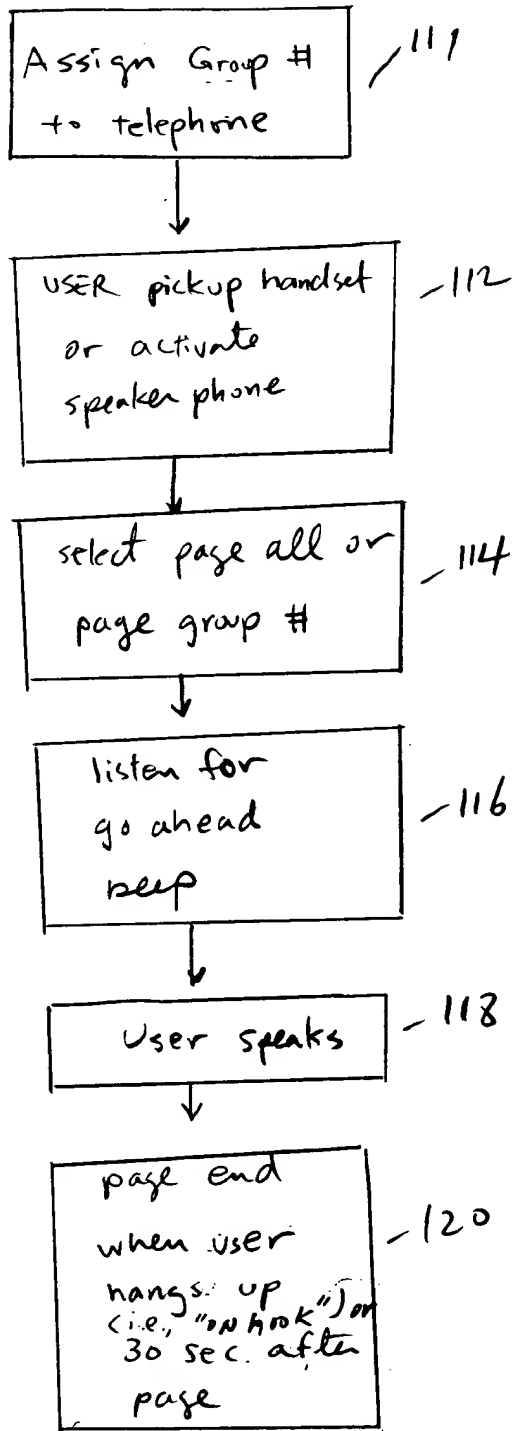 Assign Group #
to telephone
111
USER pickup handset
or activate
speaker phone
112
select page all or
page group #
114
listen for
go ahead
beep
116
User speaks
118
page end
when user
hangs up
(i.e., "on hook") or
30 sec. after
page
120